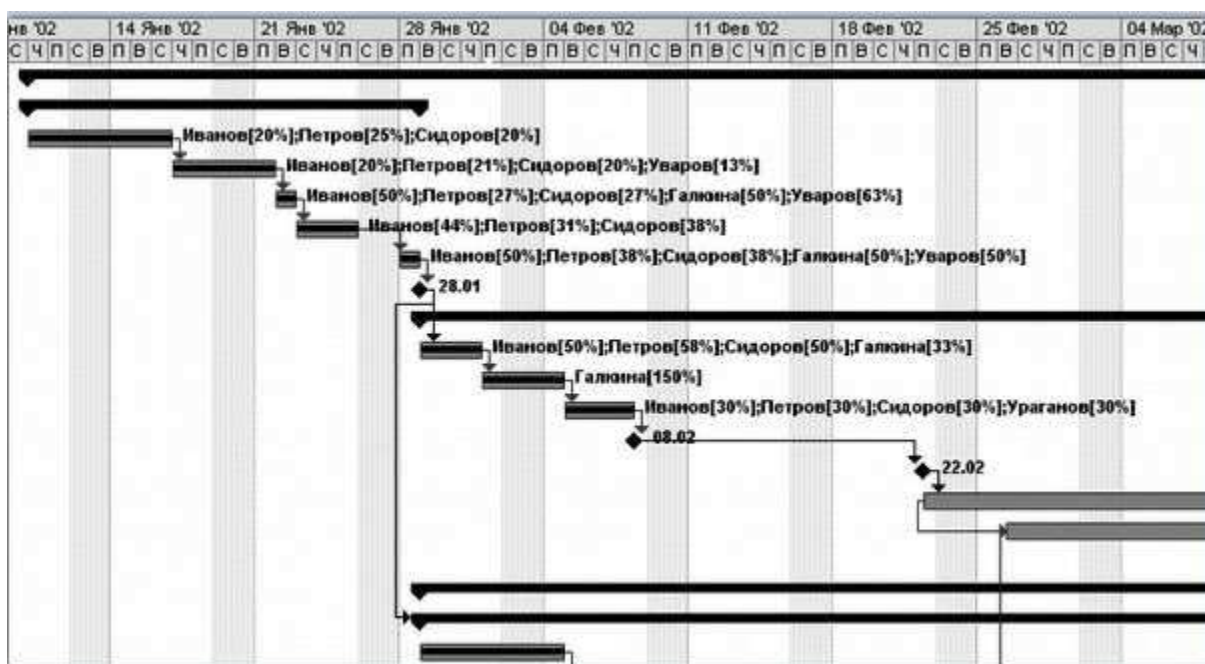 нв '02 14 Янв '02 21 Янв '02 28 Янв '02 04 Фев '02 11 Фев '02 18 Фев '02 25 Фев '02 04 Мар '02
С Ч П С В П В С Ч П С В П В С Ч П С В П В С Ч П С В П В С Ч П С В П В С Ч П С В П В С Ч П С В П В С Ч П С В П В С Ч
Иванов[20%];Петров[25%];Сидоров[20%]
Иванов[20%];Петров[21%];Сидоров[20%];Уваров[13%]
Иванов[50%];Петров[27%];Сидоров[27%];Галкина[50%];Уваров[63%]
Иванов[44%];Петров[31%];Сидоров[38%]
Иванов[50%];Петров[38%];Сидоров[38%];Галкина[50%];Уваров[50%]
28.01
Иванов[50%];Петров[58%];Сидоров[50%];Галкина[33%]
Галкина[150%]
Иванов[30%];Петров[30%];Сидоров[30%];Ураганов[30%]
08.02
22.02